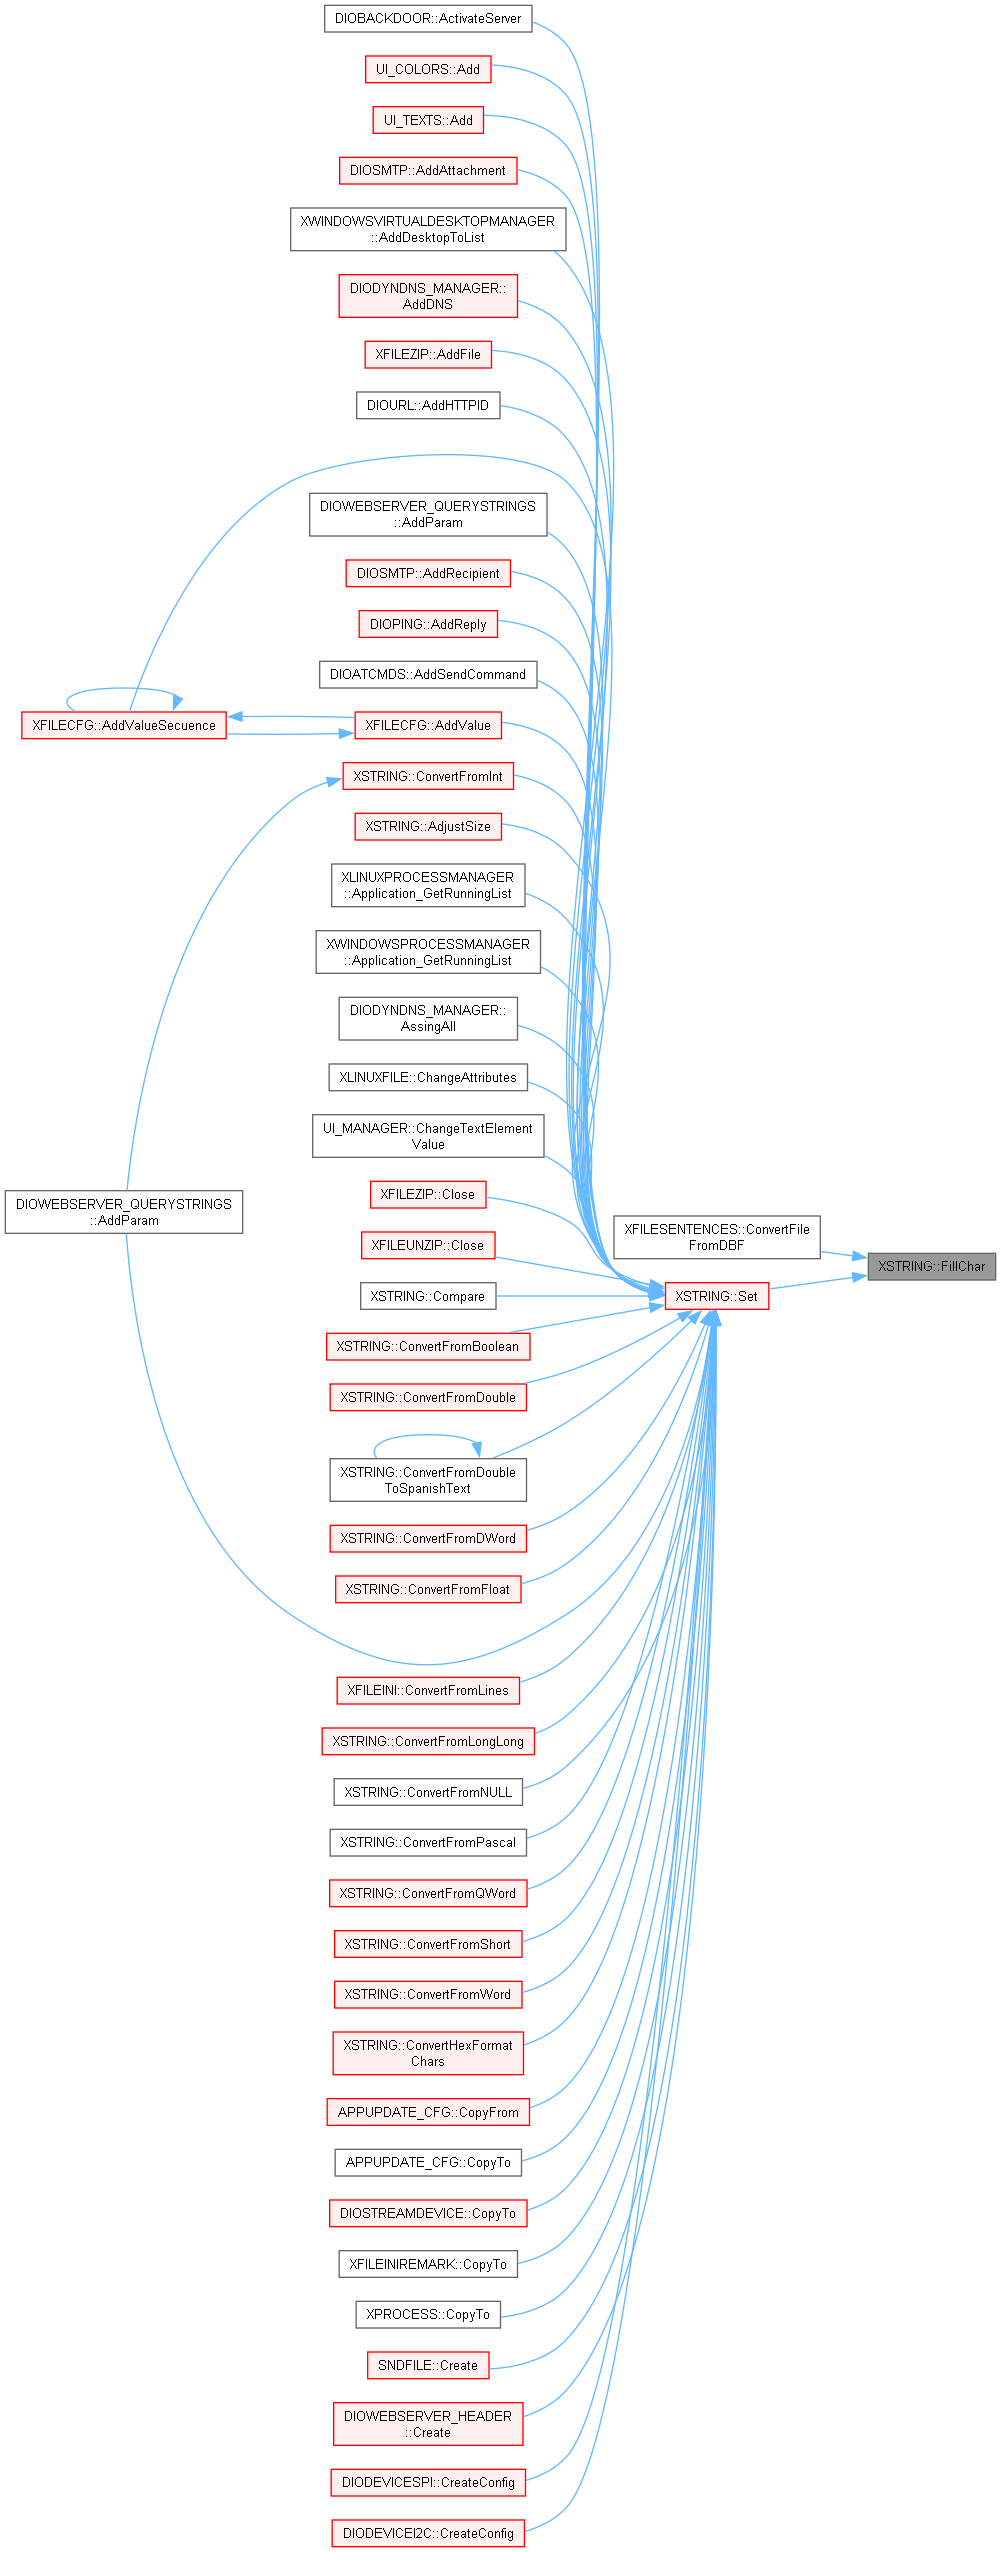 DIOBACKDOOR::ActivateServer
UI_COLORS::Add
UI_TEXTS::Add
DIOSMTP::AddAttachment
XWINDOWSVIRTUALDESKTOPMANAGER
::AddDesktopToList
DIODYNDNS_MANAGER::
AddDNS
XFILEZIP::AddFile
DIOURL::AddHTTPID
DIOWEBSERVER_QUERYSTRINGS
::AddParam
DIOSMTP::AddRecipient
DIOPING::AddReply
DIOATCMDS::AddSendCommand
XFILECFG::AddValueSecuence
XFILECFG::AddValue
XSTRING::ConvertFromInt
XSTRING::AdjustSize
XLINUXPROCESSMANAGER
::Application_GetRunningList
XWINDOWSPROCESSMANAGER
::Application_GetRunningList
DIODYNDNS_MANAGER::
AssingAll
XLINUXFILE::ChangeAttributes
UI_MANAGER::ChangeTextElement
Value
XFILEZIP::Close
DIOWEBSERVER_QUERYSTRINGS
::AddParam
XFILEUNZIP::Close
XFILESENTENCES::ConvertFile
FromDBF
XSTRING::FillChar
XSTRING::Compare
XSTRING::Set
XSTRING::ConvertFromBoolean
XSTRING::ConvertFromDouble
XSTRING::ConvertFromDouble
ToSpanishText
XSTRING::ConvertFromDWord
XSTRING::ConvertFromFloat
XFILEINI::ConvertFromLines
XSTRING::ConvertFromLongLong
XSTRING::ConvertFromNULL
XSTRING::ConvertFromPascal
XSTRING::ConvertFromQWord
XSTRING::ConvertFromShort
XSTRING::ConvertFromWord
XSTRING::ConvertHexFormat
Chars
APPUPDATE_CFG::CopyFrom
APPUPDATE_CFG::CopyTo
DIOSTREAMDEVICE::CopyTo
XFILEINIREMARK::CopyTo
XPROCESS::CopyTo
SNDFILE::Create
DIOWEBSERVER_HEADER
::Create
DIODEVICESPI::CreateConfig
DIODEVICEI2C::CreateConfig